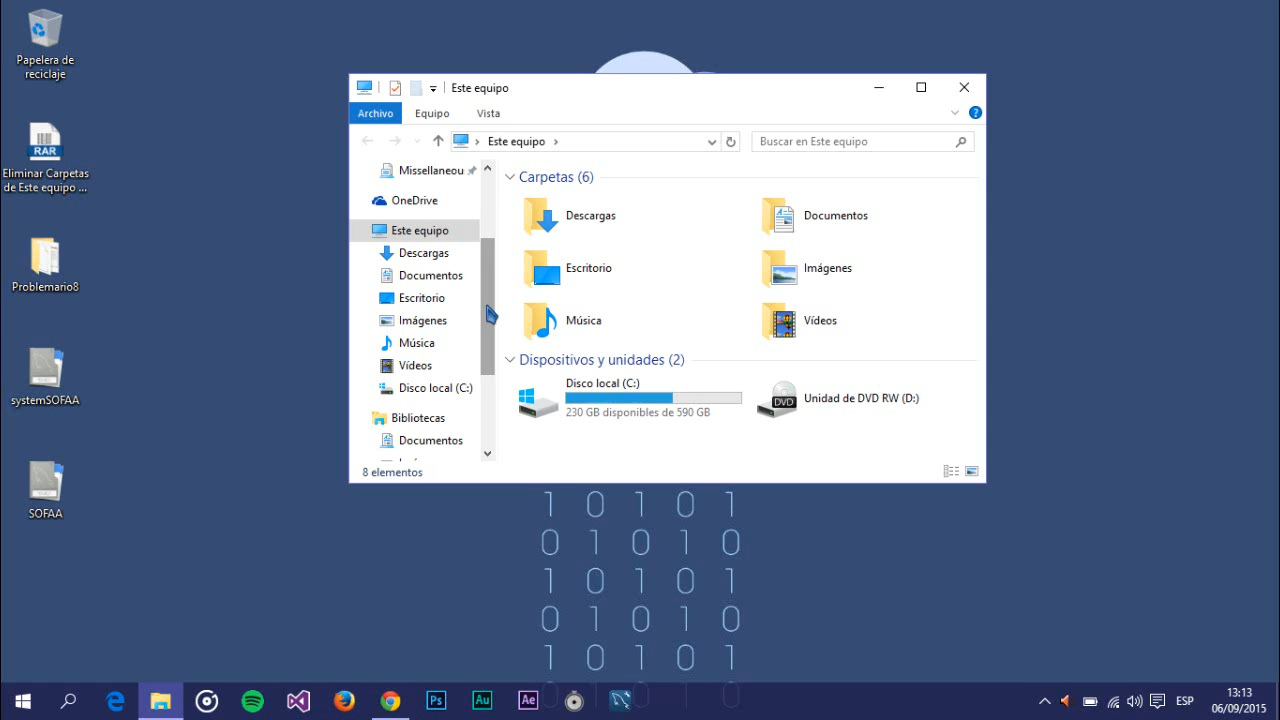 Papelera de
reciclaje
RAR
Eliminar Carpetas
de Este equipo ...
Problemario8
systemSOFAA
SOFAA
Este equipo
Archivo
Equipo
Vista
Este equipo
Buscar en Este equipo
Missellaneou
OneDrive
Este equipo
Descargas
Documentos
Escritorio
Imágenes
Música
Vídeos
Disco local (C:)
Bibliotecas
Documentos
Carpetas (6)
Descargas
Documentos
Escritorio
Imágenes
Música
Vídeos
Dispositivos y unidades (2)
Disco local (C:)
230 GB disponibles de 590 GB
DVD
Unidad de DVD RW (D:)
8 elementos
1 0 1 0 1
0 1 0 1 0
1 0 1 0 1
0 1 0 1 0
1 0 1 0 1
0 1 0 1 0
Ps
Au
Ae
ESP
13:13
06/09/2015